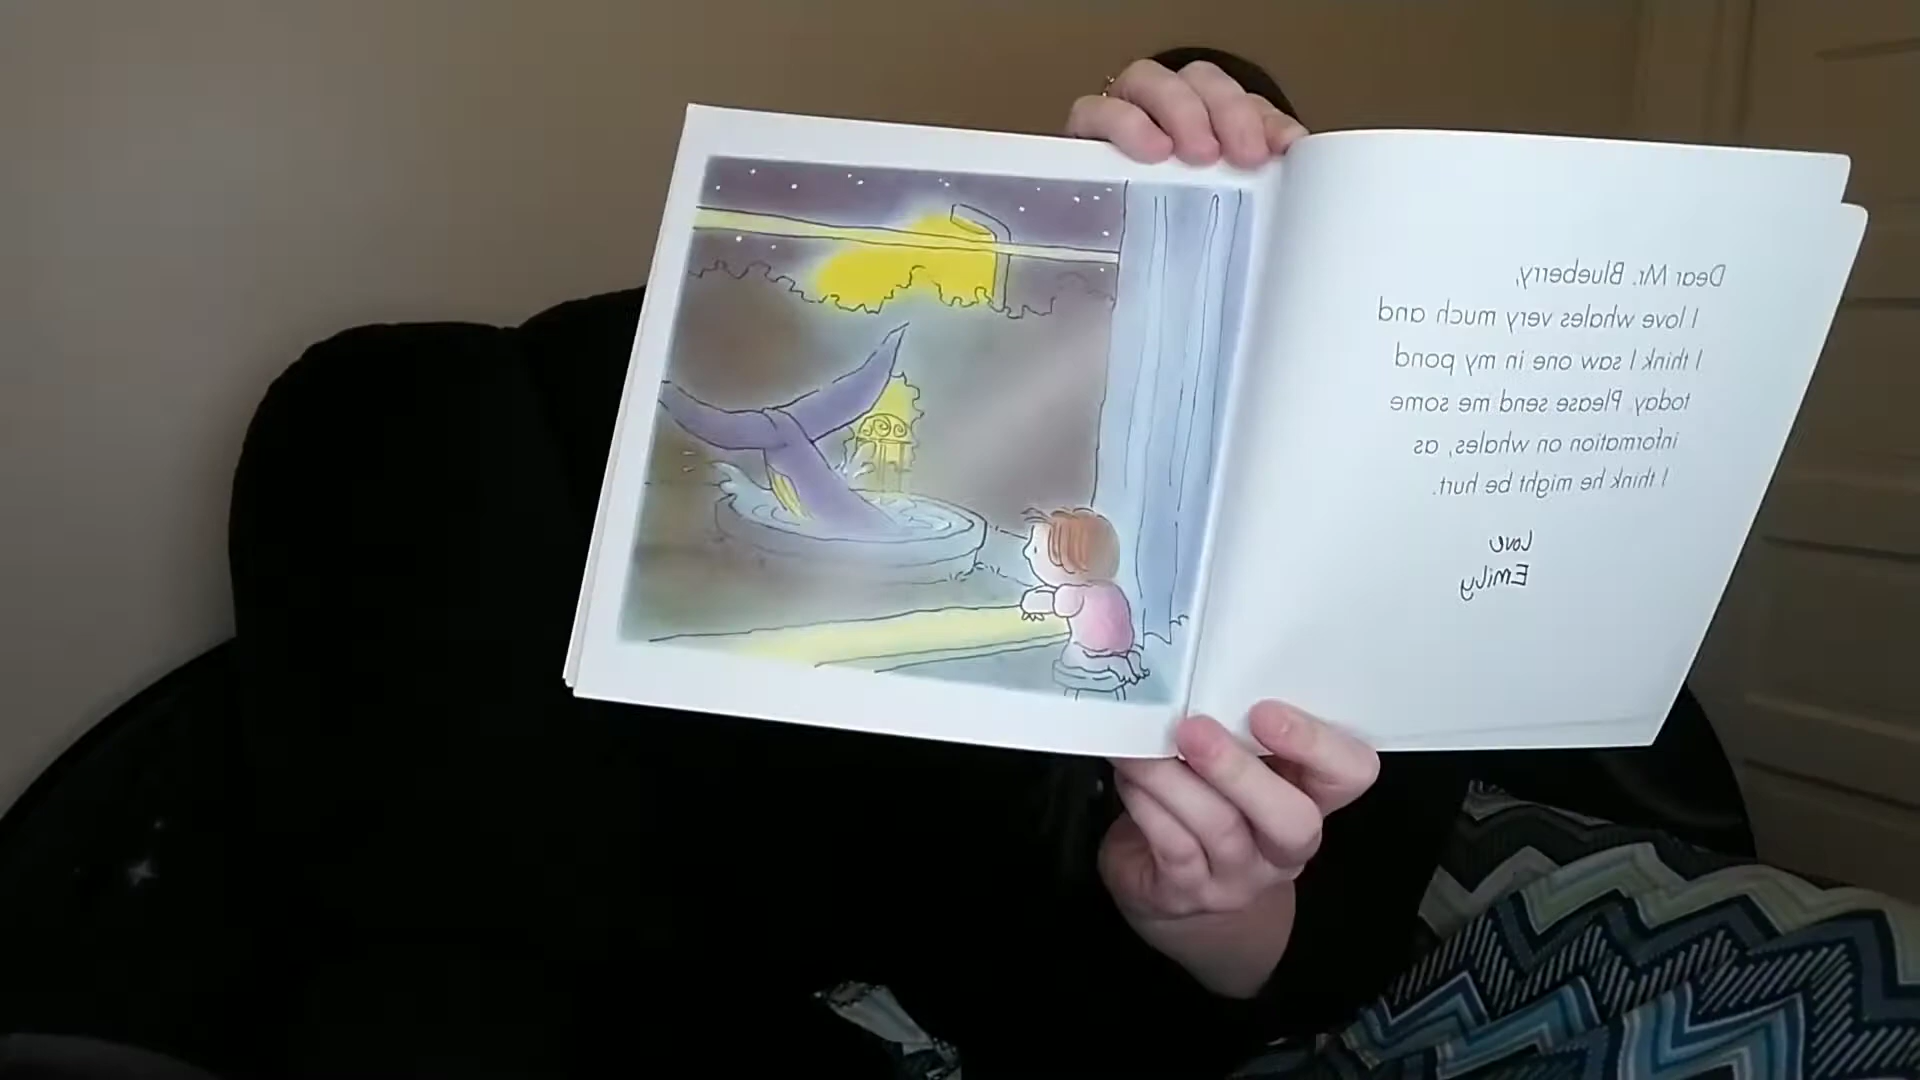 Dear Mr. Blueberry,
I love whales very much and
I think I saw one in my pond
today. Please send me some
information on whales, as
I think he might be hurt.
Love
Emily